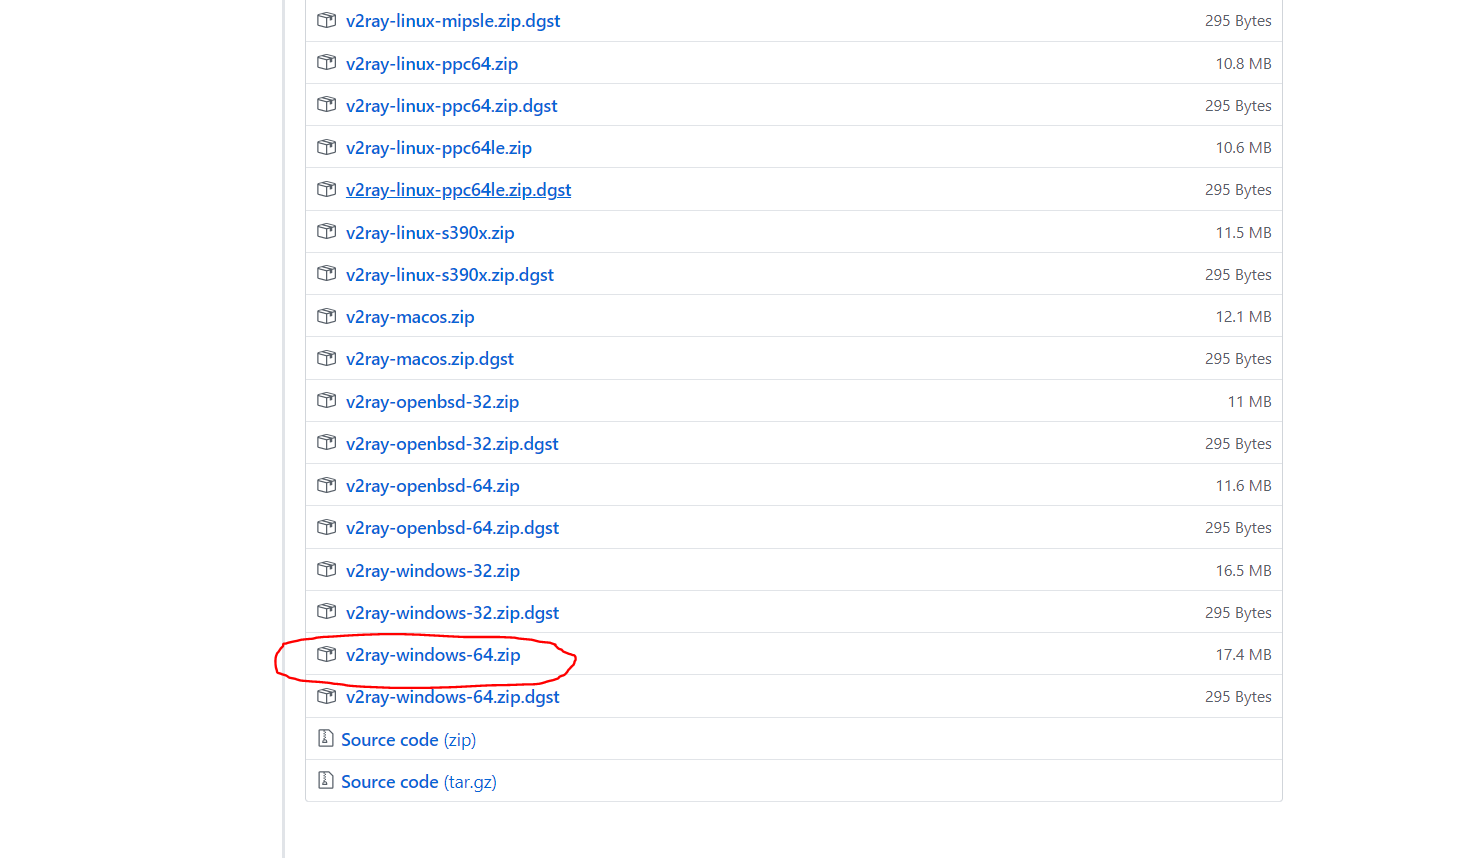 v2ray-linux-mipsle.zip.dgst 295 Bytes
v2ray-linux-ppc64.zip 10.8 MB
v2ray-linux-ppc64.zip.dgst 295 Bytes
v2ray-linux-ppc64le.zip 10.6 MB
v2ray-linux-ppc64le.zip.dgst 295 Bytes
v2ray-linux-s390x.zip 11.5 MB
v2ray-linux-s390x.zip.dgst 295 Bytes
v2ray-macos.zip 12.1 MB
v2ray-macos.zip.dgst 295 Bytes
v2ray-openbsd-32.zip 11 MB
v2ray-openbsd-32.zip.dgst 295 Bytes
v2ray-openbsd-64.zip 11.6 MB
v2ray-openbsd-64.zip.dgst 295 Bytes
v2ray-windows-32.zip 16.5 MB
v2ray-windows-32.zip.dgst 295 Bytes
v2ray-windows-64.zip 17.4 MB
v2ray-windows-64.zip.dgst 295 Bytes
Source code (zip)
Source code (tar.gz)